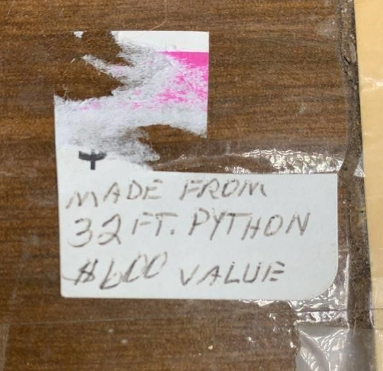 MADE FROM
32 FT. PYTHON
$600 VALUE